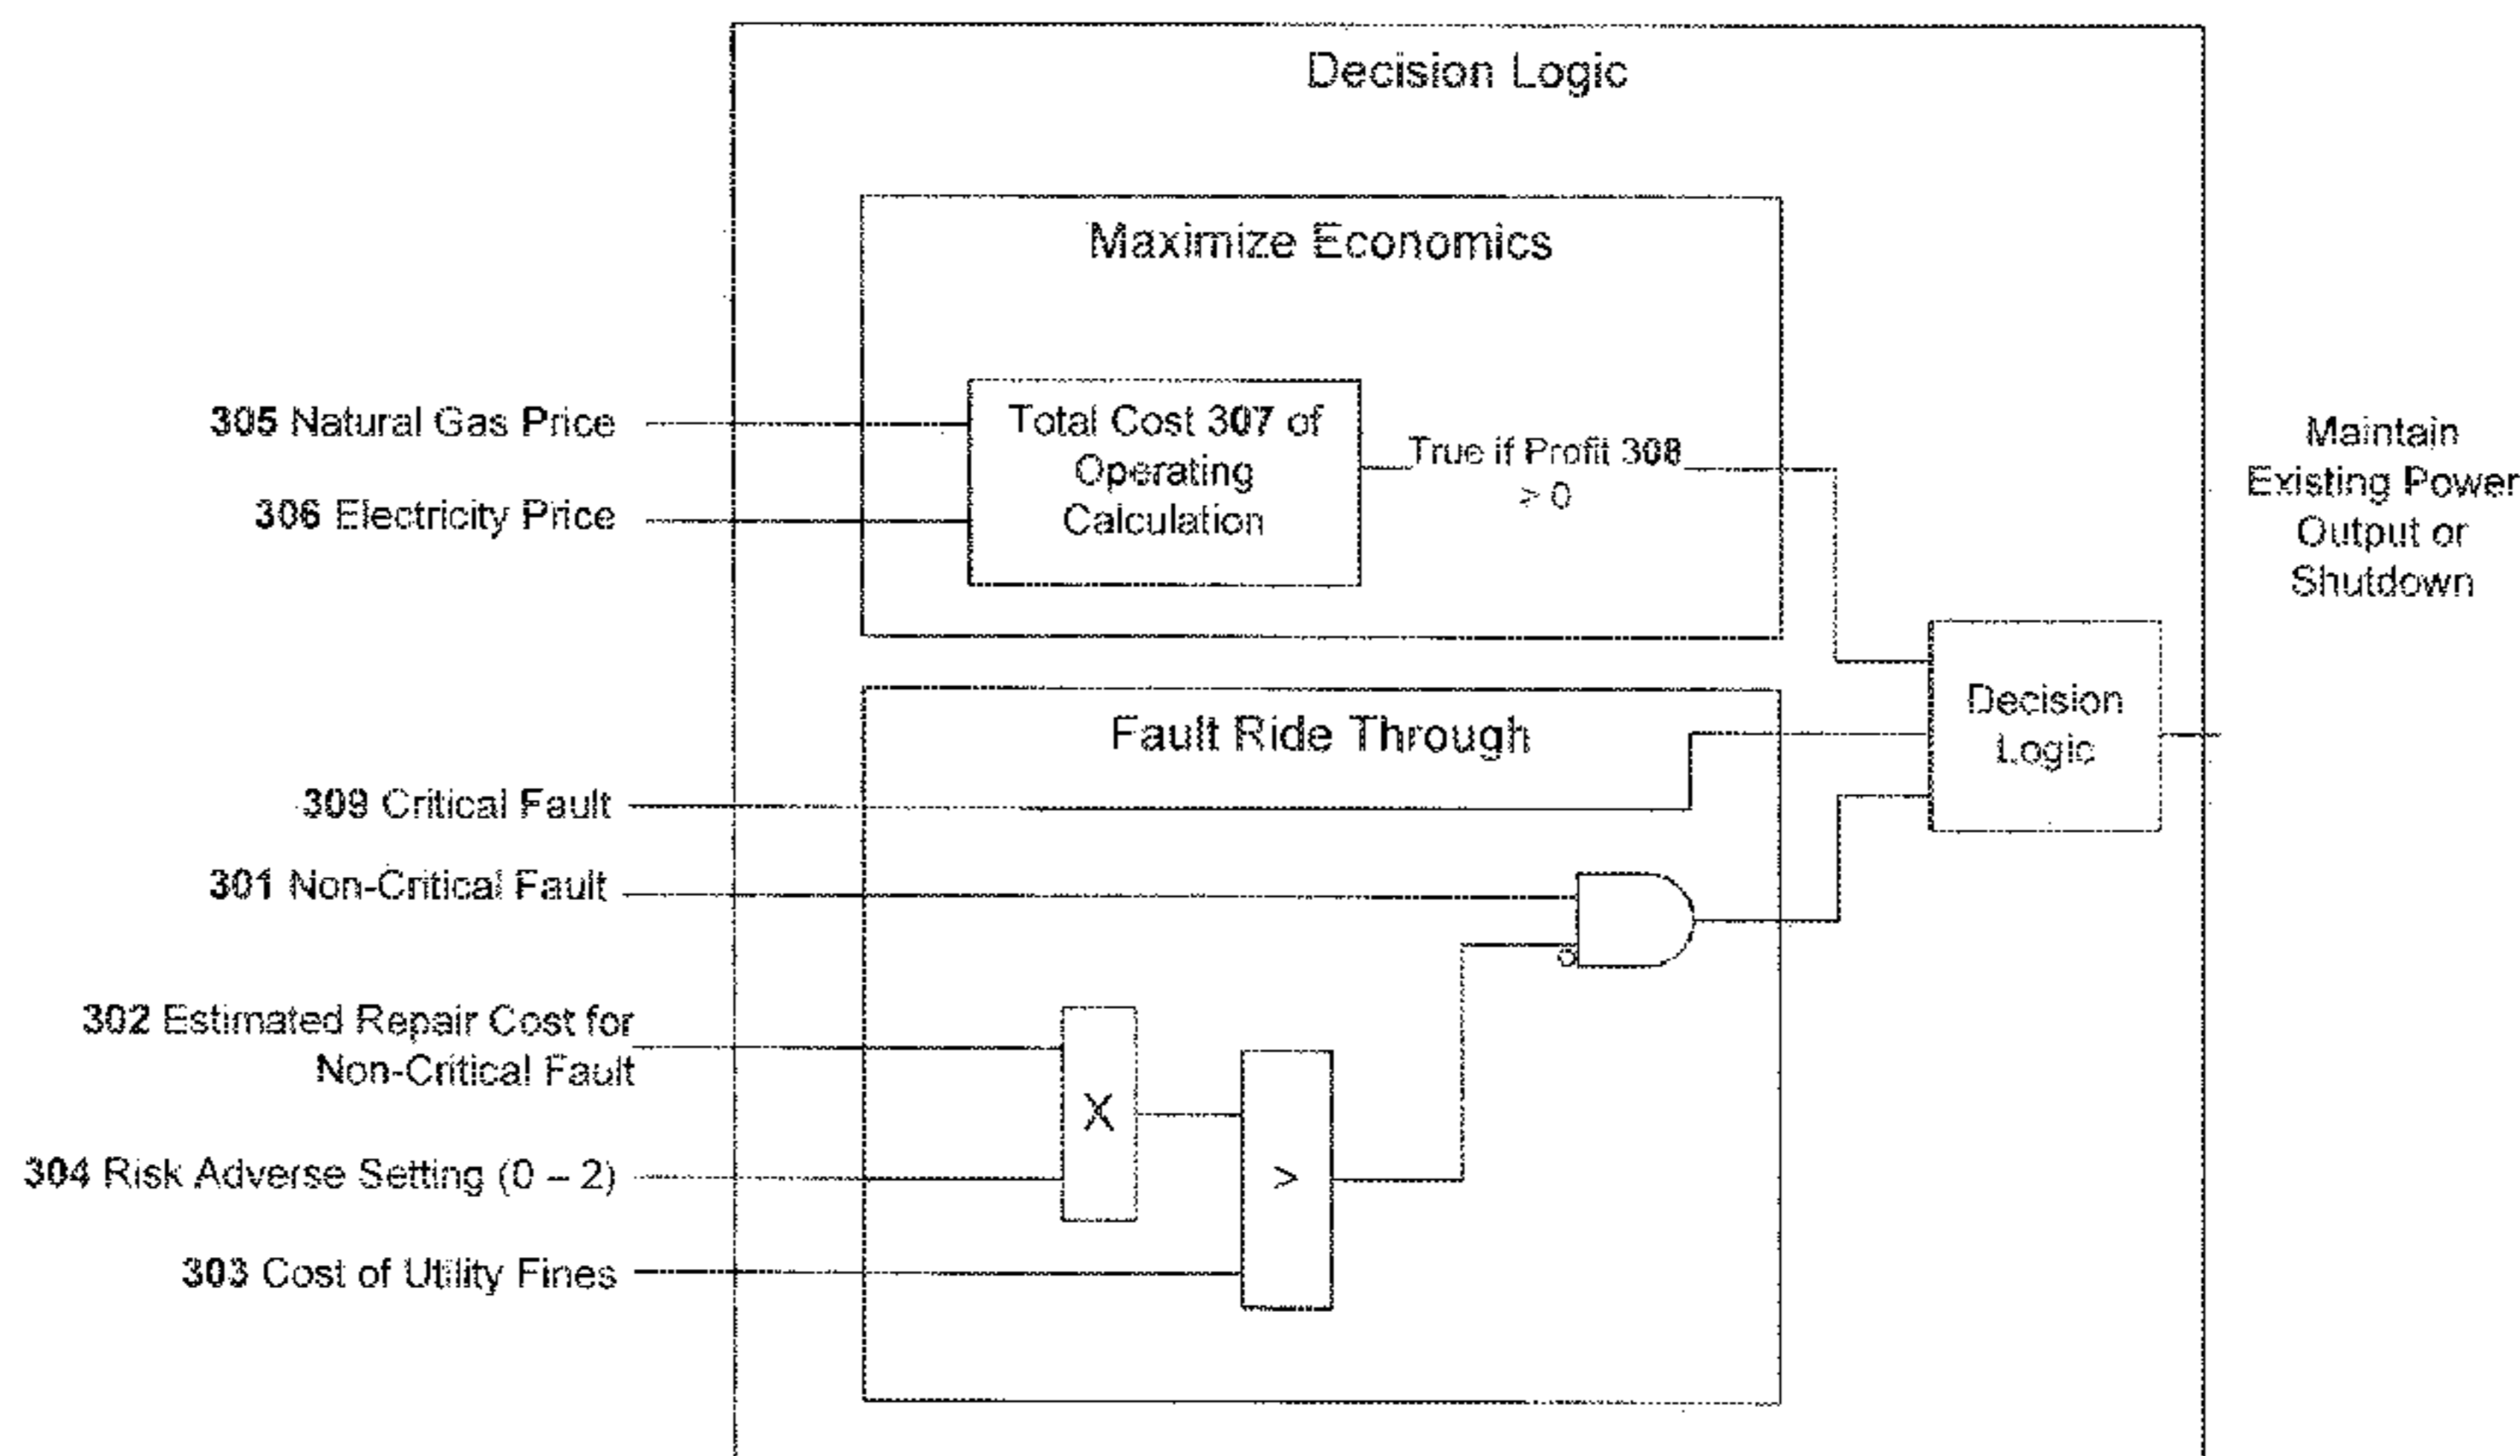 Decision Logic
Maximize Economics
305 Natural Gas Price
306 Electricity Price
Total Cost 307 of
Operating
Calculation
True if Profit 308
> 0
Maintain
Existing Power
Output or
Shutdown
Decision
Logic
Fault Ride Through
309 Critical Fault
301 Non-Critical Fault
302 Estimated Repair Cost for
Non-Critical Fault
X
304 Risk Adverse Setting (0 – 2)
>
303 Cost of Utility Fines